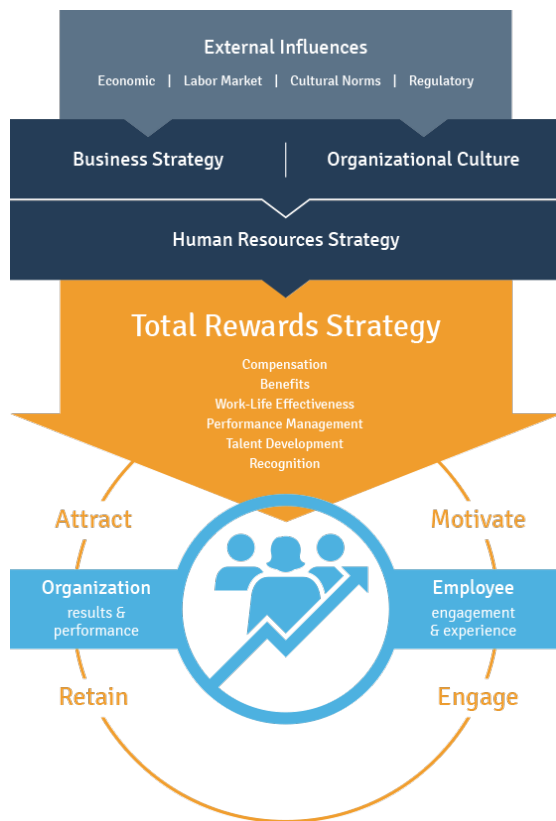 External Influences
Economic | Labor Market | Cultural Norms | Regulatory
Business Strategy
Organizational Culture
Human Resources Strategy
Total Rewards Strategy
Compensation
Benefits
Work-Life Effectiveness
Performance Management
Talent Development
Recognition
Attract
Motivate
Organization
results &
performance
Employee
engagement
& experience
Retain
Engage